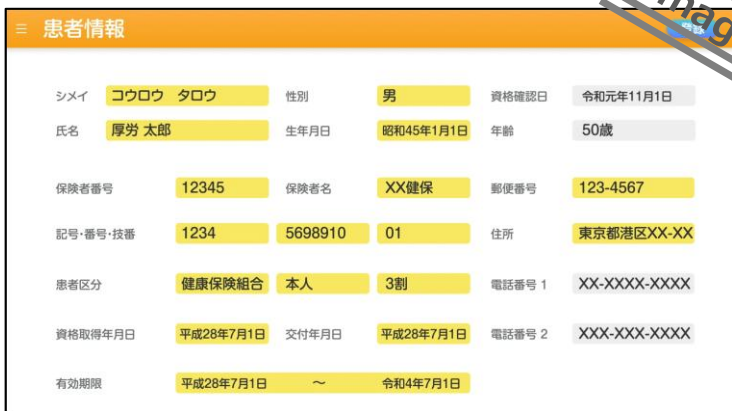 患者情報
シメイ コウロウ タロウ 性別 男 資格確認日 令和元年11月1日
氏名 厚労 太郎 生年月日 昭和45年1月1日 年齢 50歳
保険者番号 12345 保険者名 XX健保 郵便番号 123-4567
記号・番号・技番 1234 5698910 01 住所 東京都港区XX-XX
患者区分 健康保険組合 本人 3割 電話番号 1 XX-XXXX-XXXX
資格取得年月日 平成28年7月1日 交付年月日 平成28年7月1日 電話番号 2 XXX-XXX-XXXX
有効期限 平成28年7月1日 ～ 令和4年7月1日